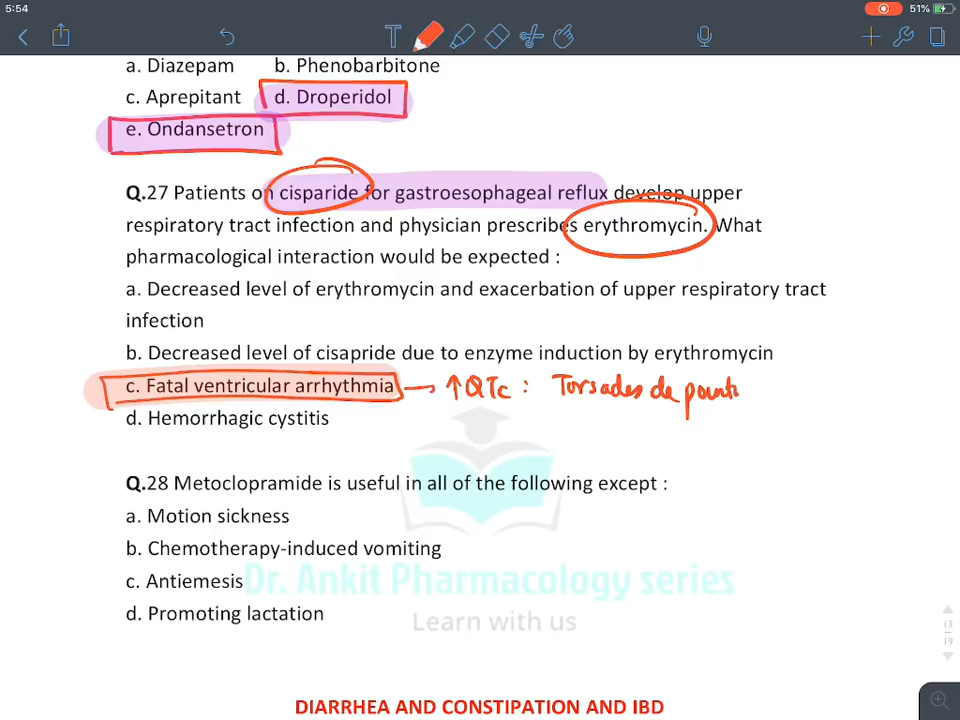 5:54
51%
T
a. Diazepam b. Phenobarbitone
c. Aprepitant d. Droperidol
e. Ondansetron
Q.27 Patients on cisparide for gastroesophageal reflux develop upper
respiratory tract infection and physician prescribes erythromycin. What
pharmacological interaction would be expected :
a. Decreased level of erythromycin and exacerbation of upper respiratory tract
infection
b. Decreased level of cisapride due to enzyme induction by erythromycin
c. Fatal ventricular arrhythmia → ↑QTc : Torsades de pointe
d. Hemorrhagic cystitis
Q.28 Metoclopramide is useful in all of the following except :
a. Motion sickness
b. Chemotherapy-induced vomiting
c. Antiemesis
d. Promoting lactation
Dr. Ankit Pharmacology series
Learn with us
13
19
DIARRHEA AND CONSTIPATION AND IBD